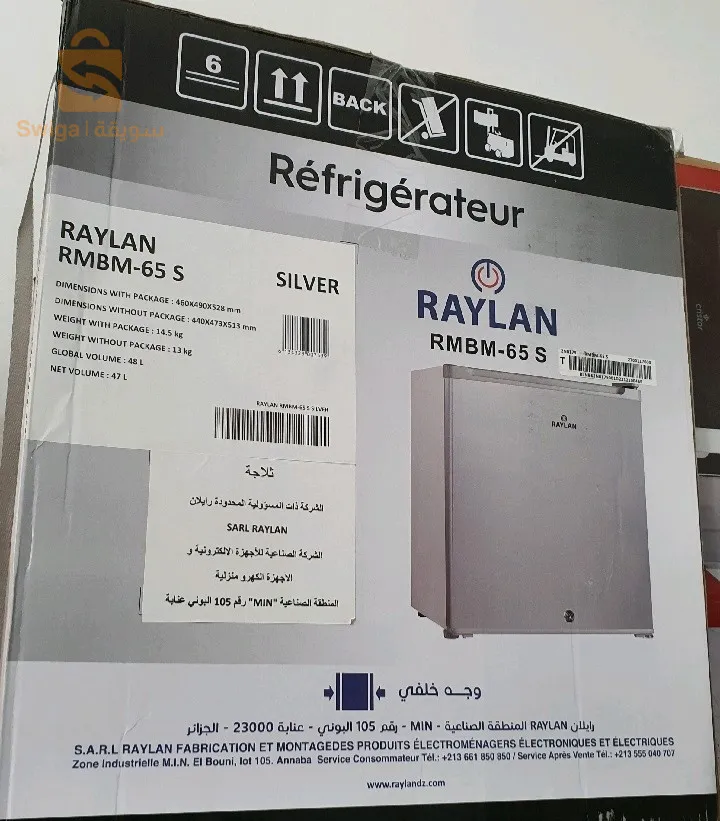 6
BACK
Swiga | سويقة
Réfrigérateur
RAYLAN
RMBM-65 S
SILVER
DIMENSIONS WITH PACKAGE : 460X490X528 mm
DIMENSIONS WITHOUT PACKAGE : 440X473X513 mm
WEIGHT WITH PACKAGE : 14.5 kg
WEIGHT WITHOUT PACKAGE : 13 kg
GLOBAL VOLUME : 48 L
NET VOLUME : 47 L
RAYLAN RMBM-65 S SILVER
RAYLAN
RMBM-65 S
RMBM-65 S
T
RAYLAN
ثلاجة
الشركة ذات المسؤولية المحدودة رايلان
SARL RAYLAN
الشركة الصناعية للأجهزة الالكترونية و
الاجهزة الكهرو منزلية
المنطقة الصناعية "MIN" رقم 105 البوني عنابة
وجه خلفي
رايلان RAYLAN المنطقة الصناعية - MIN - رقم 105 البوني - عنابة 23000 - الجزائر
S.A.R.L RAYLAN FABRICATION ET MONTAGEDES PRODUITS ÉLECTROMÉNAGERS ÉLECTRONIQUES ET ÉLECTRIQUES
Zone Industrielle M.I.N. El Bouni, lot 105. Annaba Service Consommateur Tél.: +213 661 850 850 / Service Après Vente Tél.: +213 555 040 707
www.raylandz.com
cristor